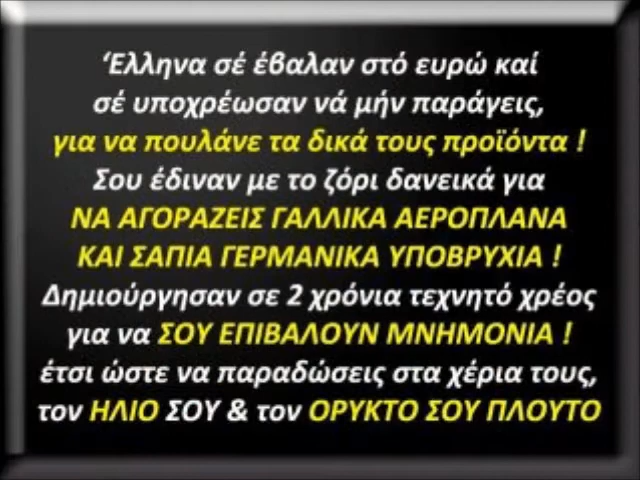 ‘Ελληνα σέ έβαλαν στό ευρώ καί
σέ υποχρέωσαν νά μήν παράγεις,
για να πουλάνε τα δικά τους προϊόντα !
Σου έδιναν με το ζόρι δανεικά για
ΝΑ ΑΓΟΡΑΖΕΙΣ ΓΑΛΛΙΚΑ ΑΕΡΟΠΛΑΝΑ
ΚΑΙ ΣΑΠΙΑ ΓΕΡΜΑΝΙΚΑ ΥΠΟΒΡΥΧΙΑ !
Δημιούργησαν σε 2 χρόνια τεχνητό χρέος
για να ΣΟΥ ΕΠΙΒΑΛΟΥΝ ΜΝΗΜΟΝΙΑ !
έτσι ώστε να παραδώσεις στα χέρια τους,
τον ΗΛΙΟ ΣΟΥ & τον ΟΡΥΚΤΟ ΣΟΥ ΠΛΟΥΤΟ